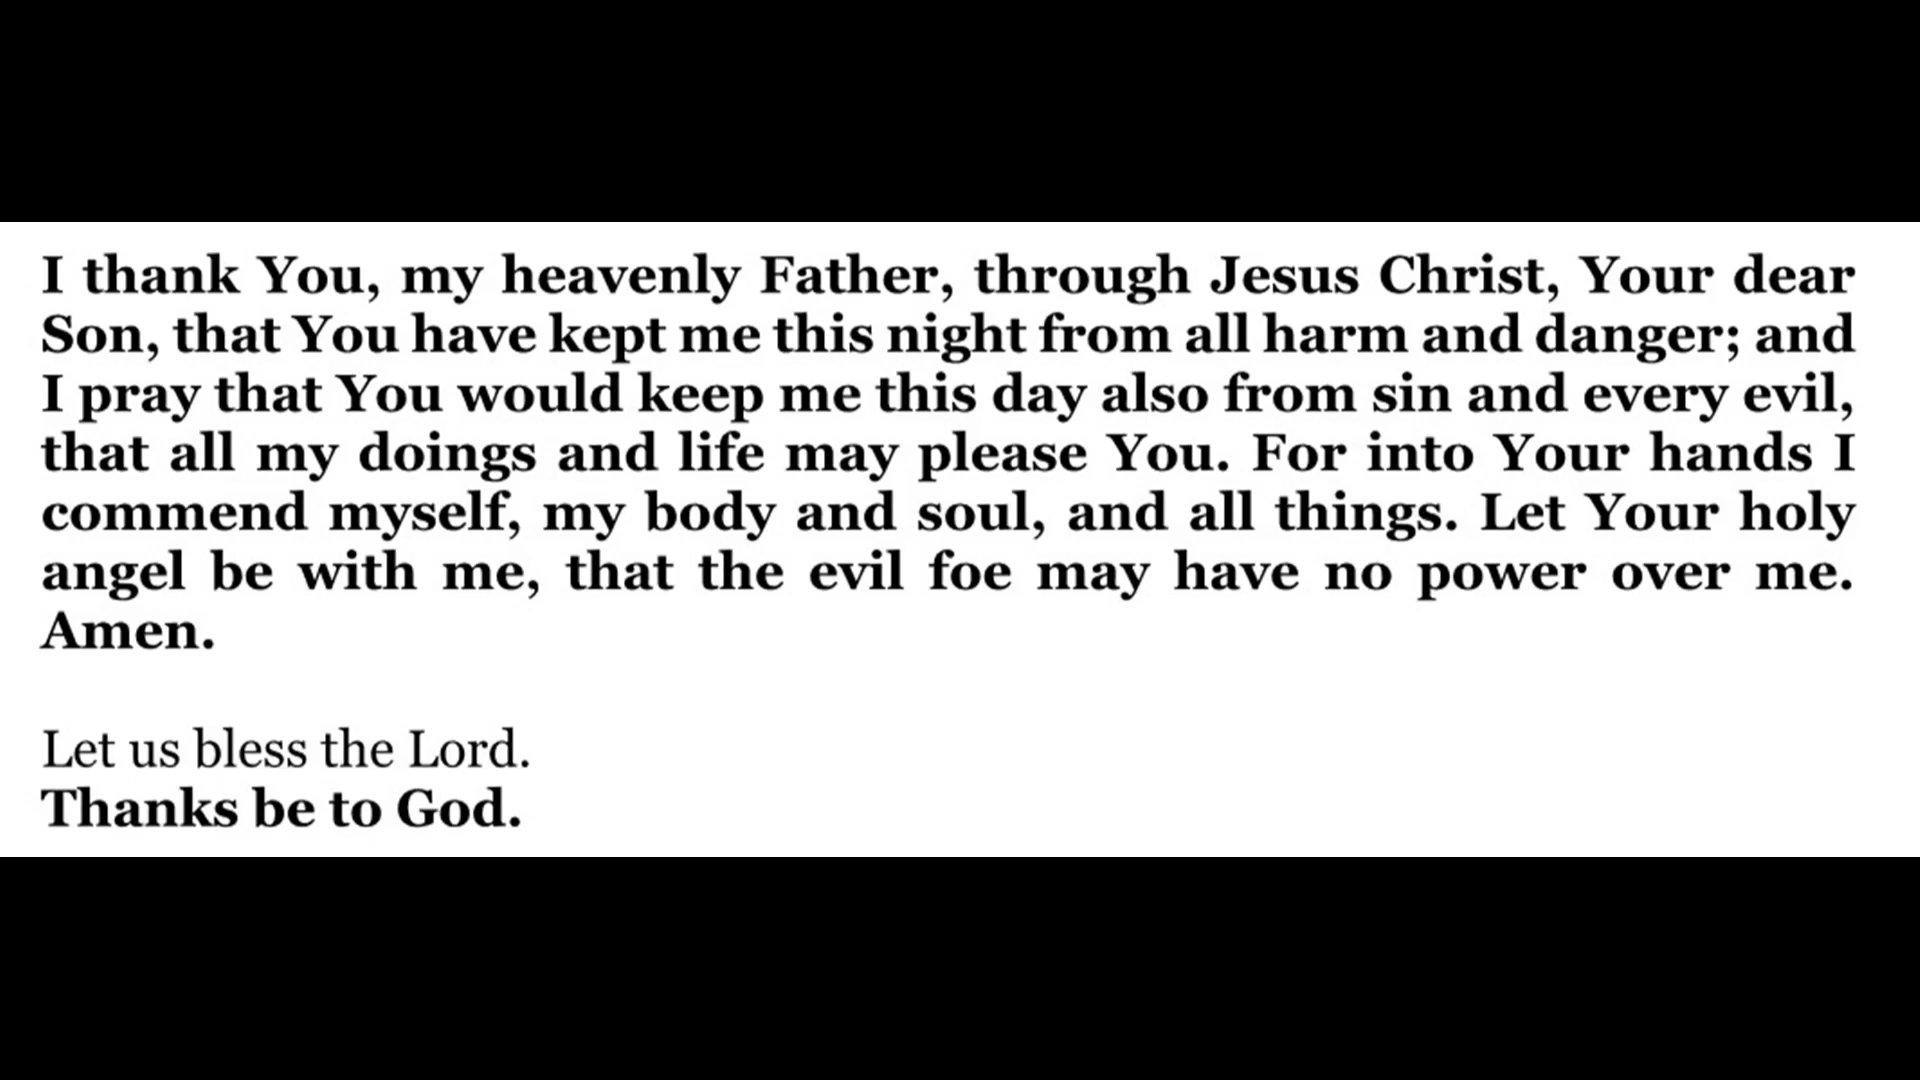 I thank You, my heavenly Father, through Jesus Christ, Your dear
Son, that You have kept me this night from all harm and danger; and
I pray that You would keep me this day also from sin and every evil,
that all my doings and life may please You. For into Your hands I
commend myself, my body and soul, and all things. Let Your holy
angel be with me, that the evil foe may have no power over me.
Amen.
Let us bless the Lord.
Thanks be to God.